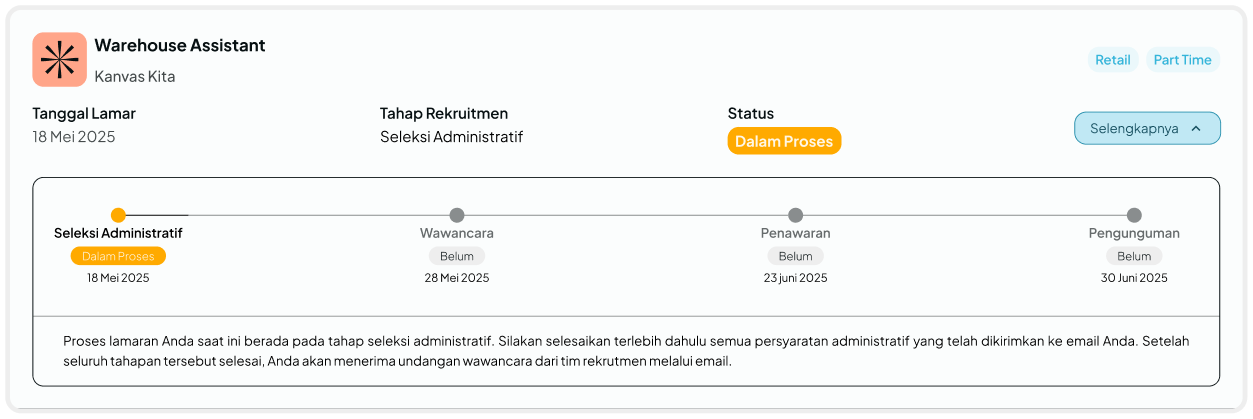 Warehouse Assistant
Kanvas Kita
Retail
Part Time
Tanggal Lamar
18 Mei 2025
Tahap Rekruitmen
Seleksi Administratif
Status
Dalam Proses
Selengkapnya
Seleksi Administratif
Dalam Proses
18 Mei 2025
Wawancara
Belum
28 Mei 2025
Penawaran
Belum
23 juni 2025
Pengunguman
Belum
30 Juni 2025
Proses lamaran Anda saat ini berada pada tahap seleksi administratif. Silakan selesaikan terlebih dahulu semua persyaratan administratif yang telah dikirimkan ke email Anda. Setelah
seluruh tahapan tersebut selesai, Anda akan menerima undangan wawancara dari tim rekrutmen melalui email.